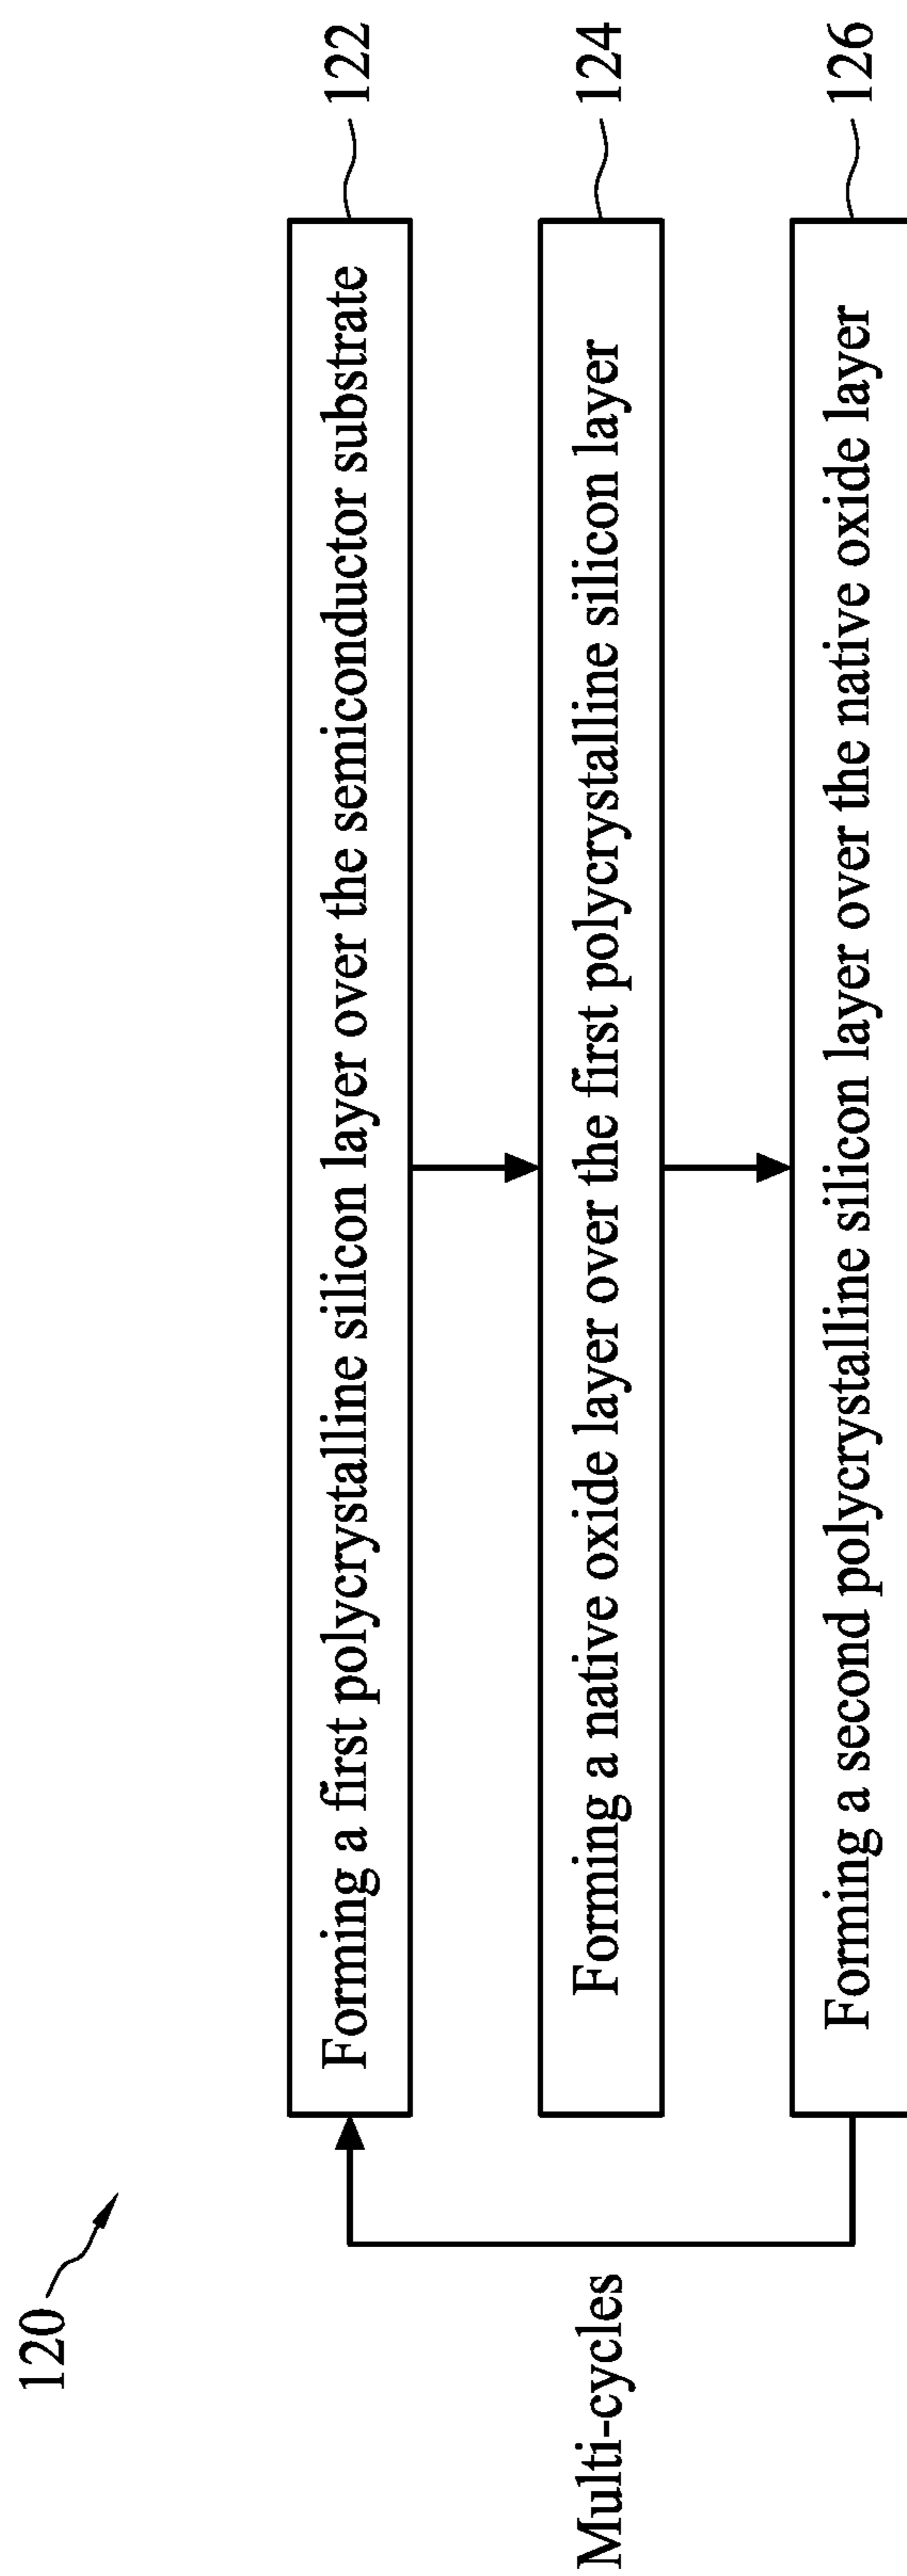 120
Forming a first polycrystalline silicon layer over the semiconductor substrate
122
Forming a native oxide layer over the first polycrystalline silicon layer
124
Multi-cycles
Forming a second polycrystalline silicon layer over the native oxide layer
126